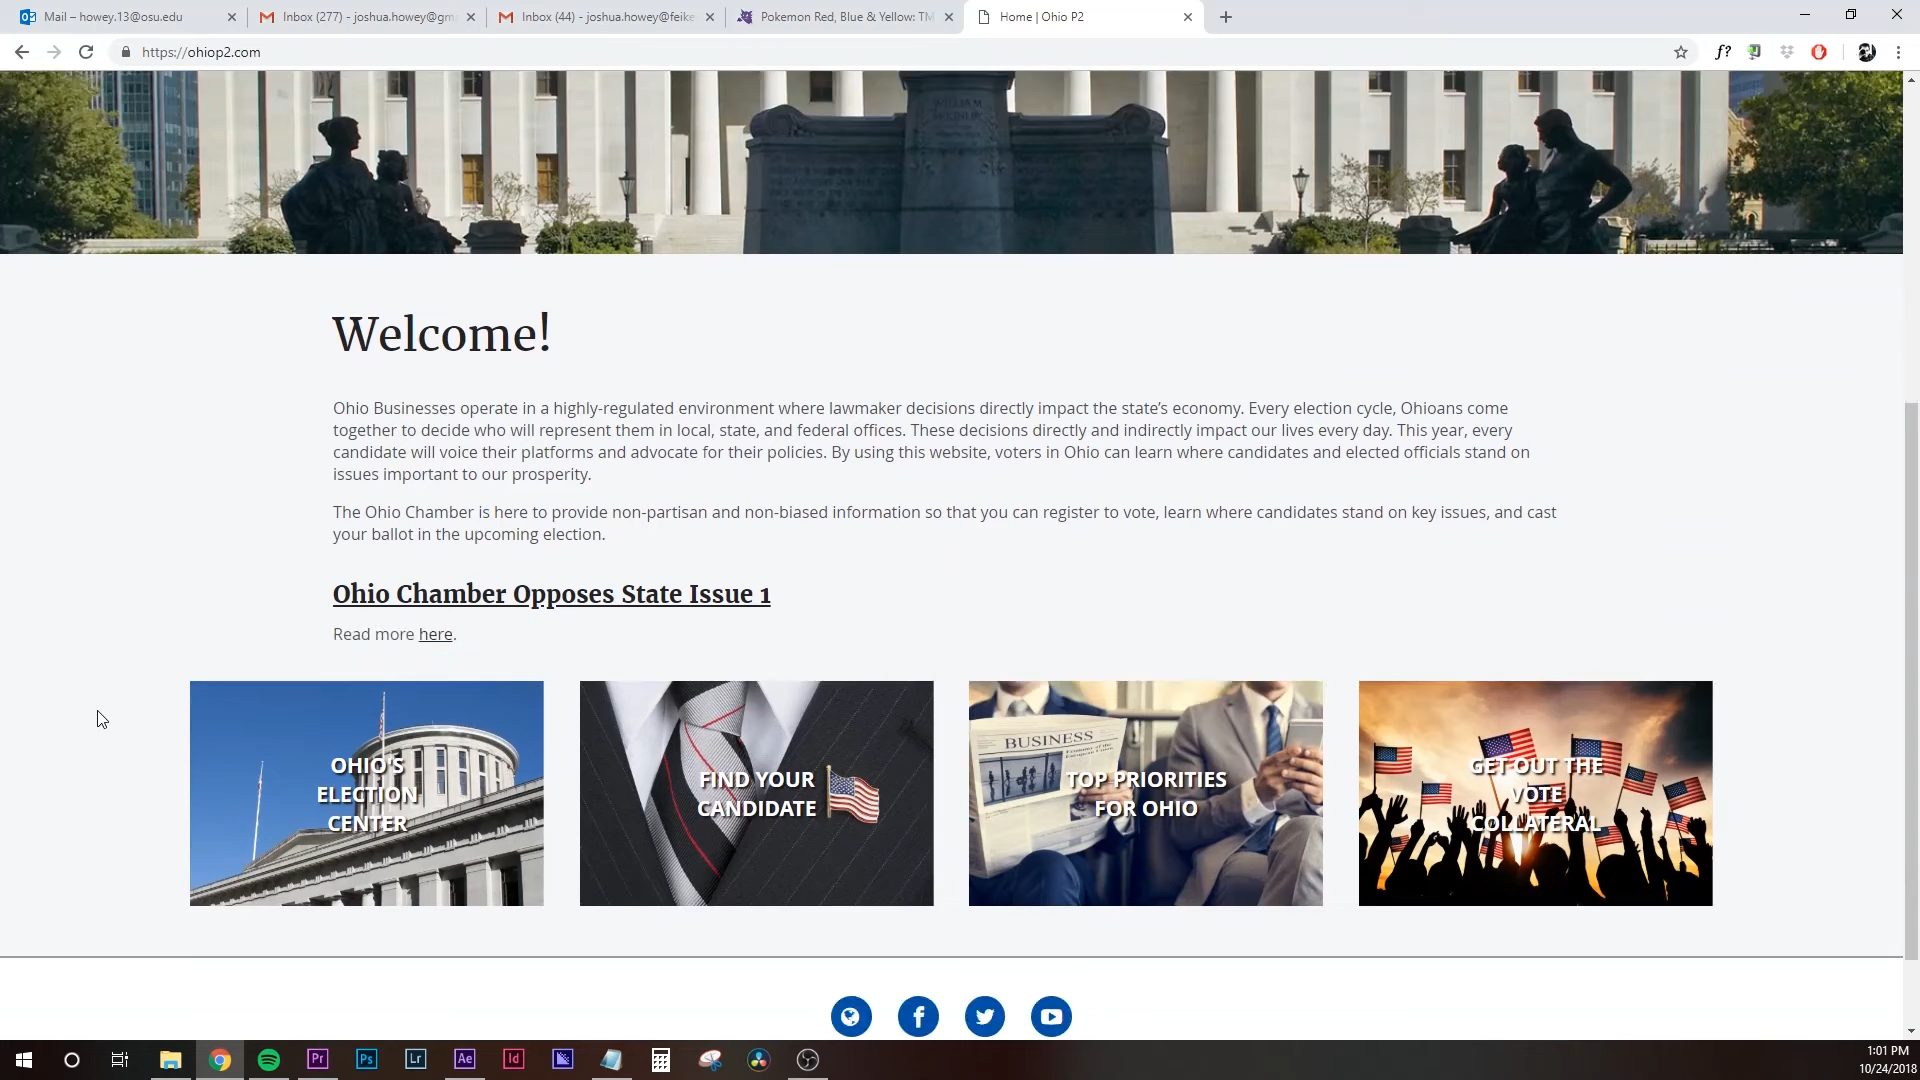 Mail – howey.13@osu.edu
Inbox (277) - joshua.howey@gm
Inbox (44) - joshua.howey@feike
Pokemon Red, Blue & Yellow: TM
Home | Ohio P2
https://ohiop2.com
f?
WILLIAM
Welcome!
Ohio Businesses operate in a highly-regulated environment where lawmaker decisions directly impact the state’s economy. Every election cycle, Ohioans come
together to decide who will represent them in local, state, and federal offices. These decisions directly and indirectly impact our lives every day. This year, every
candidate will voice their platforms and advocate for their policies. By using this website, voters in Ohio can learn where candidates and elected officials stand on
issues important to our prosperity.
The Ohio Chamber is here to provide non-partisan and non-biased information so that you can register to vote, learn where candidates stand on key issues, and cast
your ballot in the upcoming election.
Ohio Chamber Opposes State Issue 1
Read more here.
OHIO'S
ELECTION
CENTER
FIND YOUR
CANDIDATE
BUSINESS
TOP PRIORITIES
FOR OHIO
GET OUT THE
VOTE
COLLATERAL
Pr
Ps
Lr
Ae
Id
1:01 PM
10/24/2018